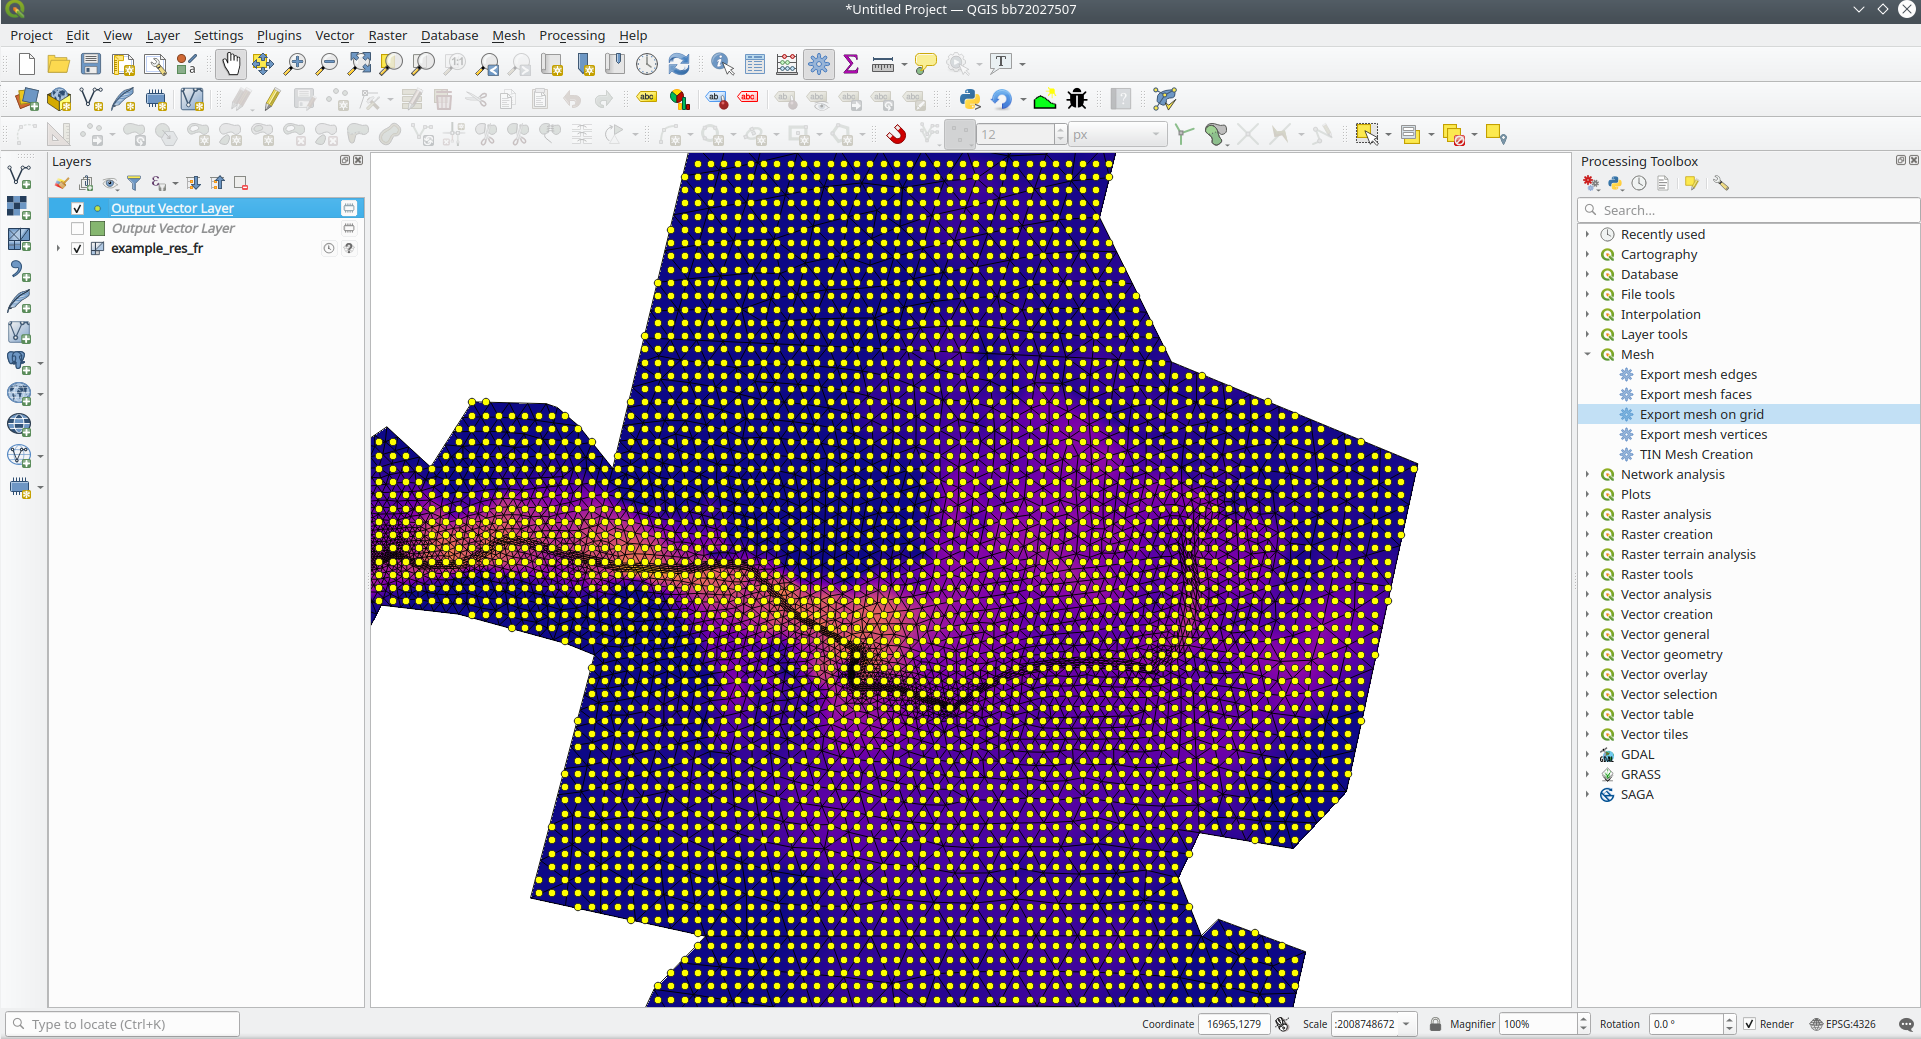 *Untitled Project — QGIS bb72027507
Project Edit View Layer Settings Plugins Vector Raster Database Mesh Processing Help
1:1
T
abc abc abc
12 px
Layers
Output Vector Layer
Output Vector Layer
example_res_fr
Processing Toolbox
Search...
Recently used
Cartography
Database
File tools
Interpolation
Layer tools
Mesh
Export mesh edges
Export mesh faces
Export mesh on grid
Export mesh vertices
TIN Mesh Creation
Network analysis
Plots
Raster analysis
Raster creation
Raster terrain analysis
Raster tools
Vector analysis
Vector creation
Vector general
Vector geometry
Vector overlay
Vector selection
Vector table
Vector tiles
GDAL
GRASS
SAGA
Type to locate (Ctrl+K)
Coordinate 16965,1279 Scale :2008748672 Magnifier 100% Rotation 0.0 ° Render EPSG:4326